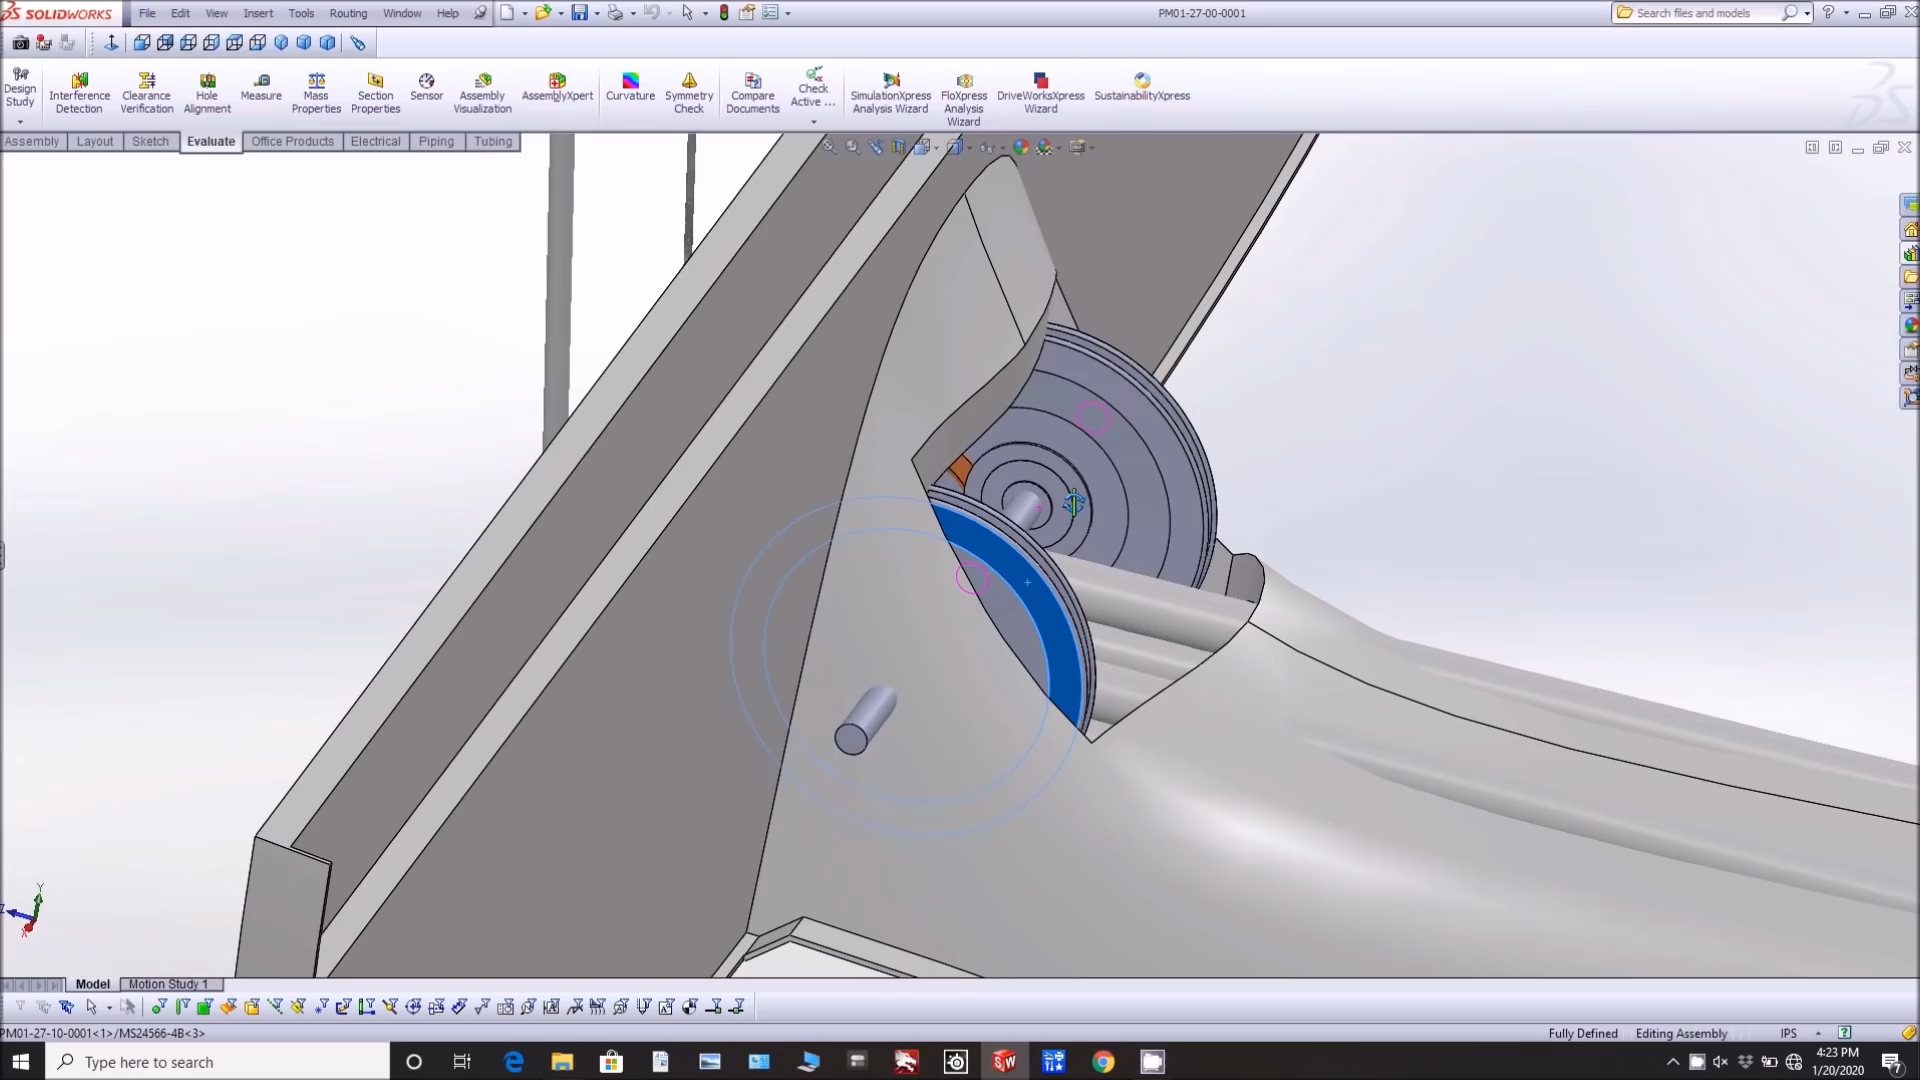 SOLIDWORKS File Edit View Insert Tools Routing Window Help PM01-27-00-0001 Search files and models
Design Study
Interference Detection
Clearance Verification
Hole Alignment
Measure
Mass Properties
Section Properties
Sensor
Assembly Visualization
AssemblyXpert
Curvature
Symmetry Check
Compare Documents
Check Active ...
SimulationXpress Analysis Wizard
FloXpress Analysis Wizard
DriveWorksXpress Wizard
SustainabilityXpress
Assembly Layout Sketch Evaluate Office Products Electrical Piping Tubing
Y
Z
X
Model Motion Study 1
PM01-27-10-0001<1>/MS24566-4B<3> Fully Defined Editing Assembly IPS
Type here to search
4:23 PM
1/20/2020